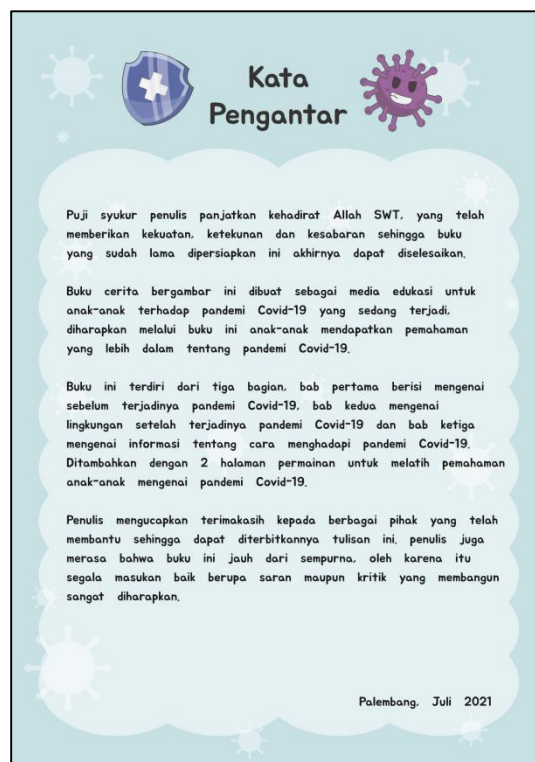 Kata
Pengantar
Puji syukur penulis panjatkan kehadirat Allah SWT, yang telah
memberikan kekuatan, ketekunan dan kesabaran sehingga buku
yang sudah lama dipersiapkan ini akhirnya dapat diselesaikan.
Buku cerita bergambar ini dibuat sebagai media edukasi untuk
anak-anak terhadap pandemi Covid-19 yang sedang terjadi,
diharapkan melalui buku ini anak-anak mendapatkan pemahaman
yang lebih dalam tentang pandemi Covid-19.
Buku ini terdiri dari tiga bagian, bab pertama berisi mengenai
sebelum terjadinya pandemi Covid-19, bab kedua mengenai
lingkungan setelah terjadinya pandemi Covid-19 dan bab ketiga
mengenai informasi tentang cara menghadapi pandemi Covid-19.
Ditambahkan dengan 2 halaman permainan untuk melatih pemahaman
anak-anak mengenai pandemi Covid-19.
Penulis mengucapkan terimakasih kepada berbagai pihak yang telah
membantu sehingga dapat diterbitkannya tulisan ini. penulis juga
merasa bahwa buku ini jauh dari sempurna, oleh karena itu
segala masukan baik berupa saran maupun kritik yang membangun
sangat diharapkan.
Palembang, Juli 2021